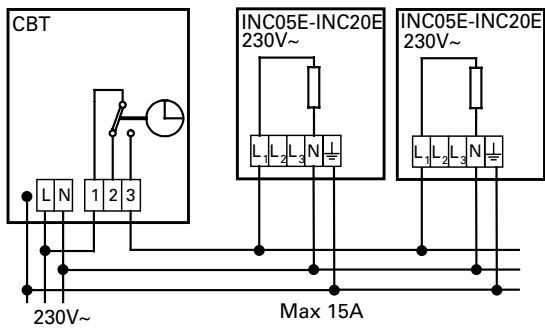 CBT
L N 1 2 3
230V~
INC05E-INC20E
230V~
L1 L2 L3 N
INC05E-INC20E
230V~
L1 L2 L3 N
Max 15A